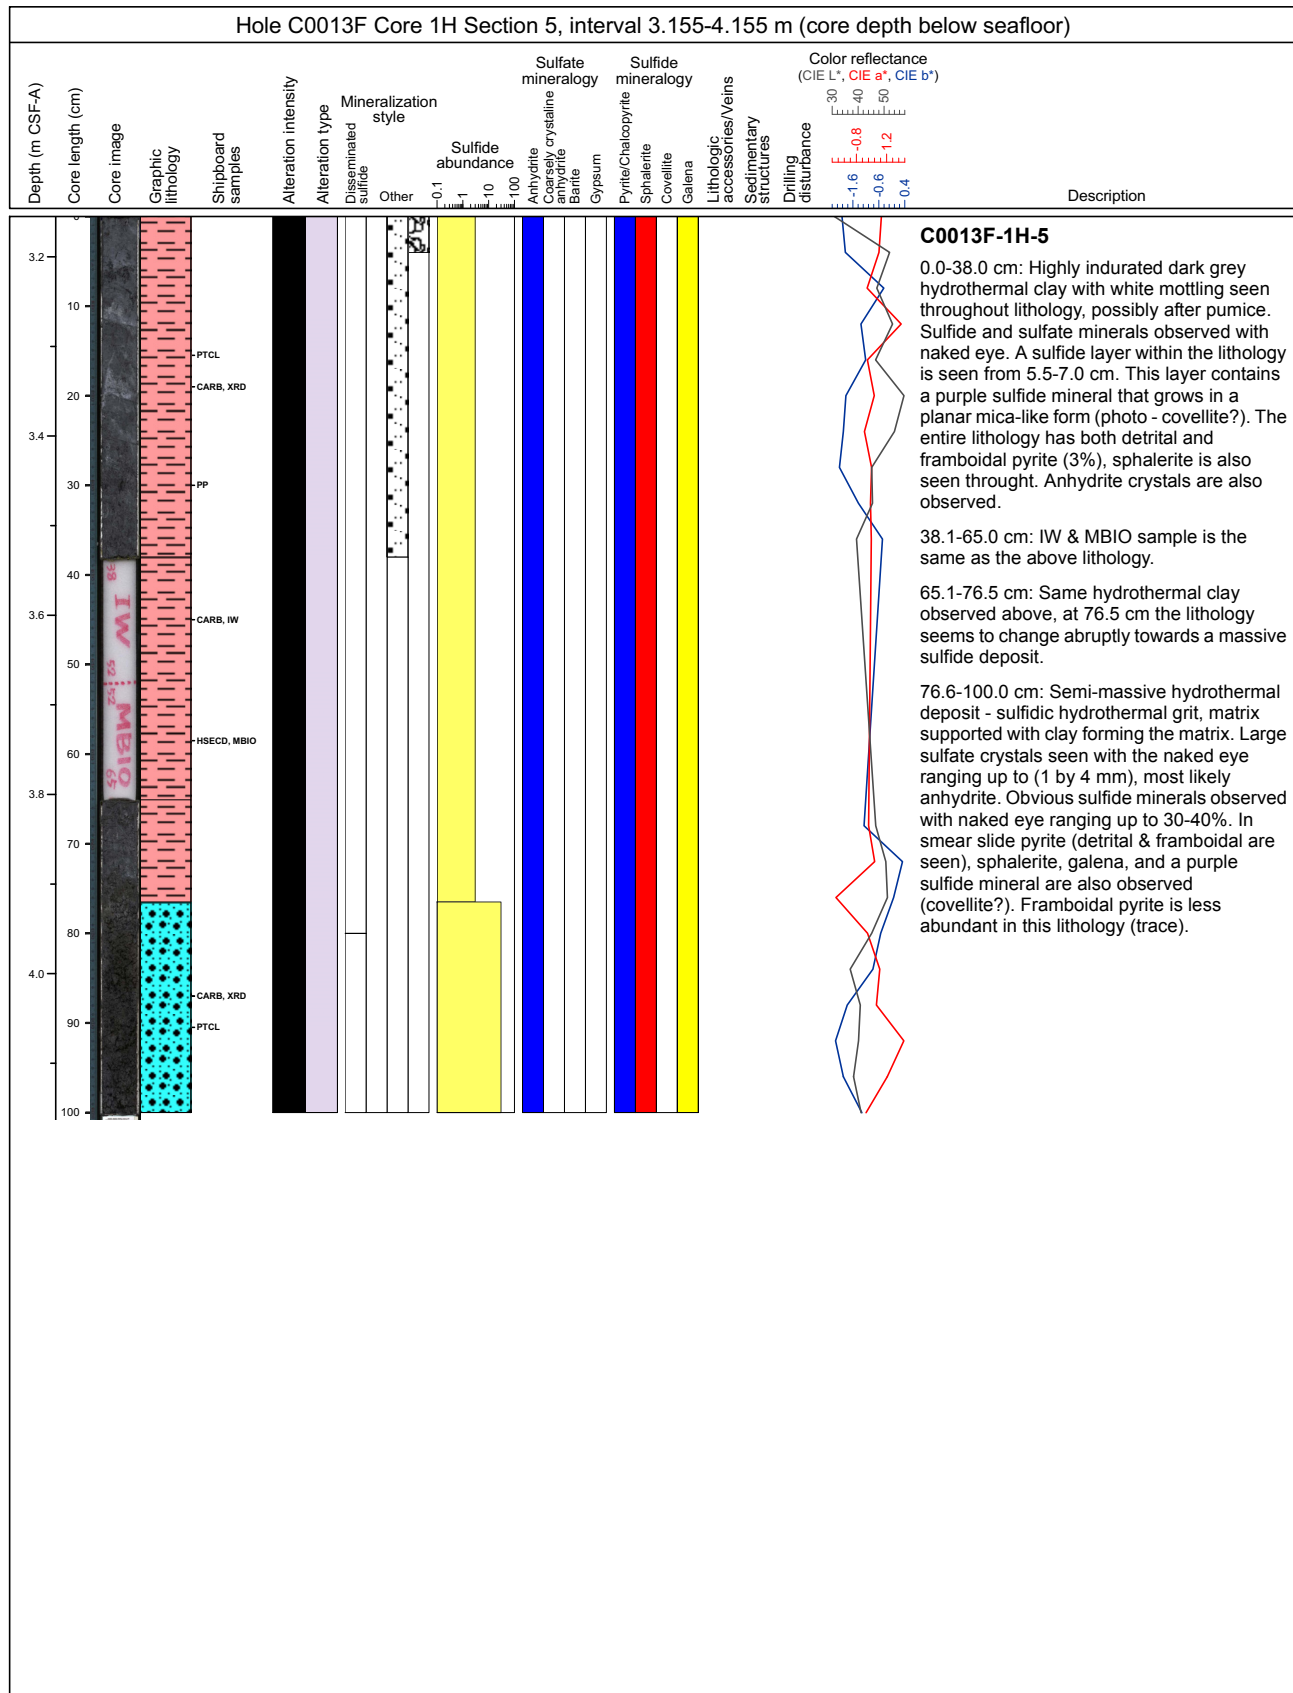 Hole C0013F Core 1H Section 5, interval 3.155-4.155 m (core depth below seafloor)
Depth (m CSF-A)
Core length (cm)
Core image
Graphic
lithology
Shipboard
samples
Alteration intensity
Alteration type
Mineralization
style
Disseminated
sulfide
Other
Sulfide
abundance
0.1
1
10
100
Sulfate
mineralogy
Anhydrite
Coarsely crystaline
anhydrite
Barite
Gypsum
Sulfide
mineralogy
Pyrite/Chalcopyrite
Sphalerite
Covellite
Galena
Lithologic
accessories/Veins
Sedimentary
structures
Drilling
disturbance
Color reflectance
(CIE L*, CIE a*, CIE b*)
30 40 50
-0.8 1.2
-1.6 -0.6 0.4
Description
3.2
3.4
3.6
3.8
4.0
0
10
20
30
40
50
60
70
80
90
100
38
IW
52
52
MBIO
65
PTCL
CARB, XRD
PP
CARB, IW
HSECD, MBIO
CARB, XRD
PTCL
C0013F-1H-5
0.0-38.0 cm: Highly indurated dark grey
hydrothermal clay with white mottling seen
throughout lithology, possibly after pumice.
Sulfide and sulfate minerals observed with
naked eye. A sulfide layer within the lithology
is seen from 5.5-7.0 cm. This layer contains
a purple sulfide mineral that grows in a
planar mica-like form (photo - covellite?). The
entire lithology has both detrital and
framboidal pyrite (3%), sphalerite is also
seen throught. Anhydrite crystals are also
observed.
38.1-65.0 cm: IW & MBIO sample is the
same as the above lithology.
65.1-76.5 cm: Same hydrothermal clay
observed above, at 76.5 cm the lithology
seems to change abruptly towards a massive
sulfide deposit.
76.6-100.0 cm: Semi-massive hydrothermal
deposit - sulfidic hydrothermal grit, matrix
supported with clay forming the matrix. Large
sulfate crystals seen with the naked eye
ranging up to (1 by 4 mm), most likely
anhydrite. Obvious sulfide minerals observed
with naked eye ranging up to 30-40%. In
smear slide pyrite (detrital & framboidal are
seen), sphalerite, galena, and a purple
sulfide mineral are also observed
(covellite?). Framboidal pyrite is less
abundant in this lithology (trace).